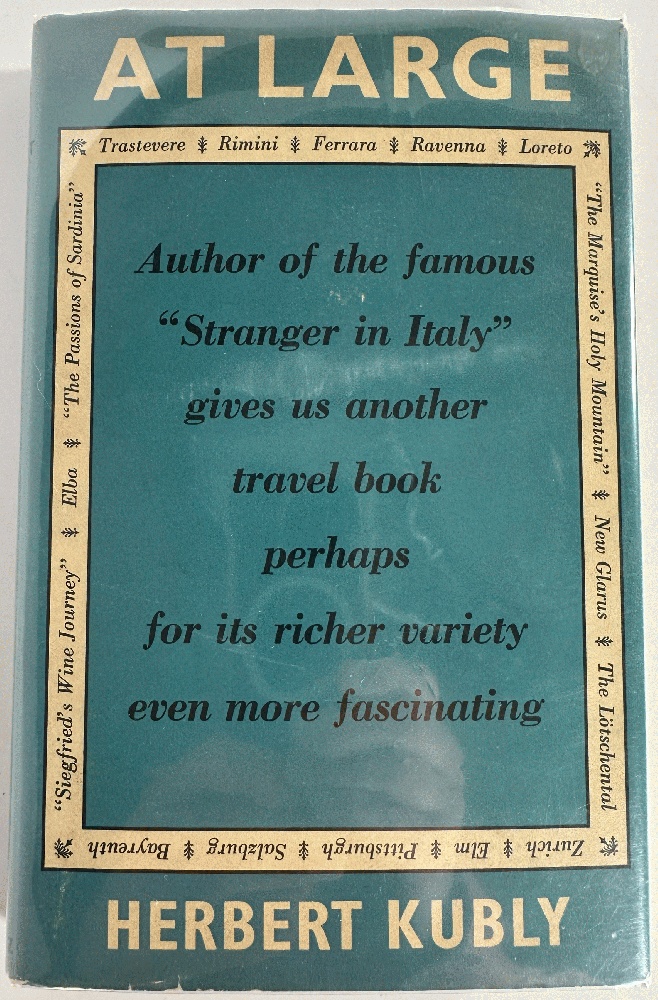 AT LARGE
Trastevere Rimini Ferrara Ravenna Loreto
"The Marquise's Holy Mountain" New Glarus The Lötschental
Zurich Elm Pittsburgh Salzburg Bayreuth
"Siegfried's Wine Journey" Elba "The Passions of Sardinia"
Author of the famous
"Stranger in Italy"
gives us another
travel book
perhaps
for its richer variety
even more fascinating
HERBERT KUBLY